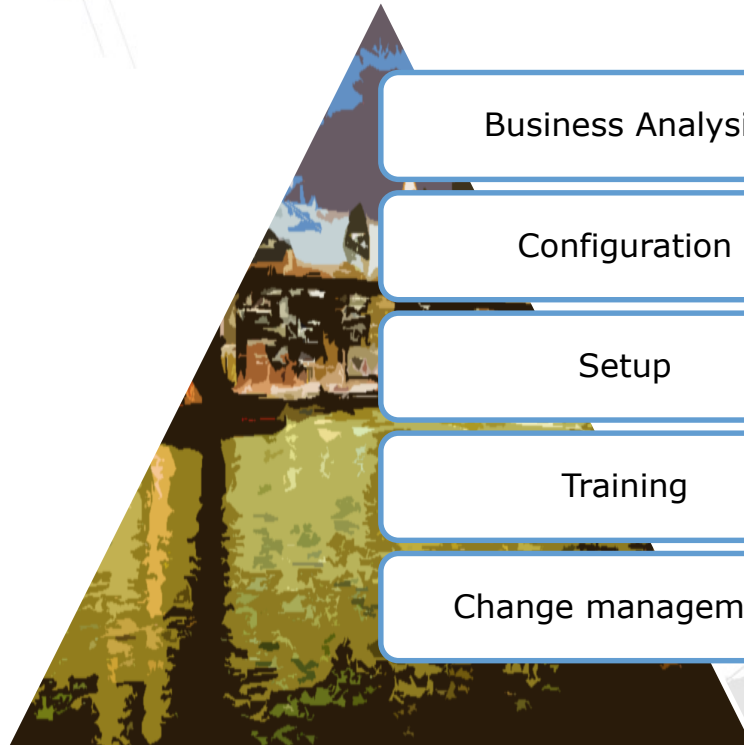 Business Analysi
Configuration
Setup
Training
Change managem